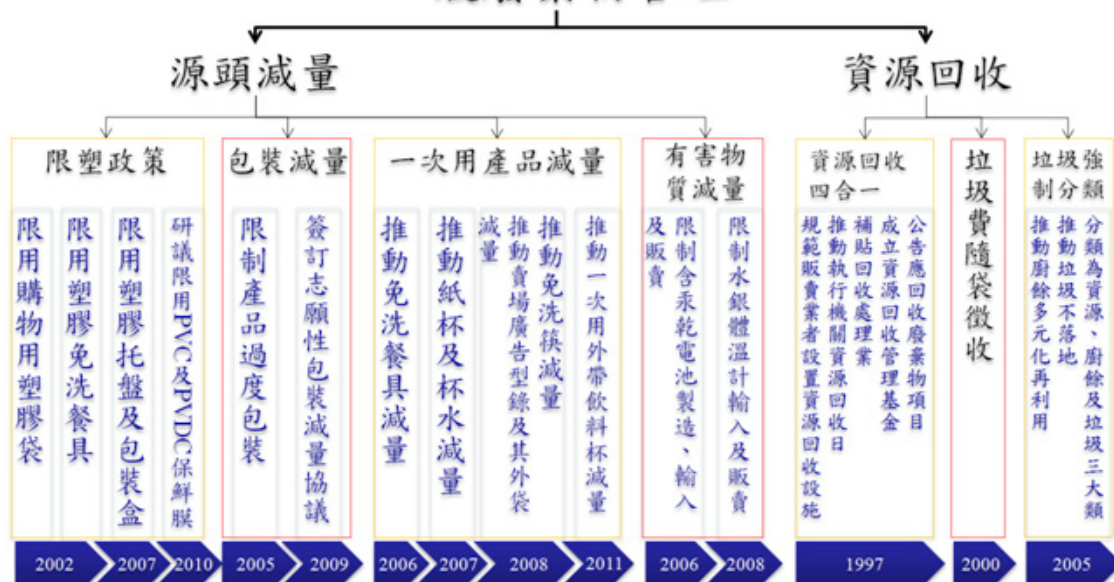 源頭減量
資源回收
限塑政策
限用購物用塑膠袋
限用塑膠免洗餐具
限用塑膠托盤及包裝盒
研議限用PVC及PVDC保鮮膜
包裝減量
限制產品過度包裝
簽訂志願性包裝減量協議
一次用產品減量
推動免洗餐具減量
推動紙杯及杯水減量
推動免洗筷減量
推動賣場廣告型錄及其外袋
減量
推動一次用外帶飲料杯減量
有害物
質減量
限制含汞乾電池製造、輸入
及販賣
限制水銀體溫計輸入及販賣
資源回收
四合一
公告應回收廢棄物項目
成立資源回收管理基金
補貼回收處理業
推動執行機關資源回收日
規範販賣業者設置資源回收設施
垃圾費隨袋徵收
垃圾強
制分類
分類為資源、廚餘及垃圾三大類
推動垃圾不落地
推動廚餘多元化再利用
2002
2007
2010
2005
2009
2006
2007
2008
2011
2006
2008
1997
2000
2005